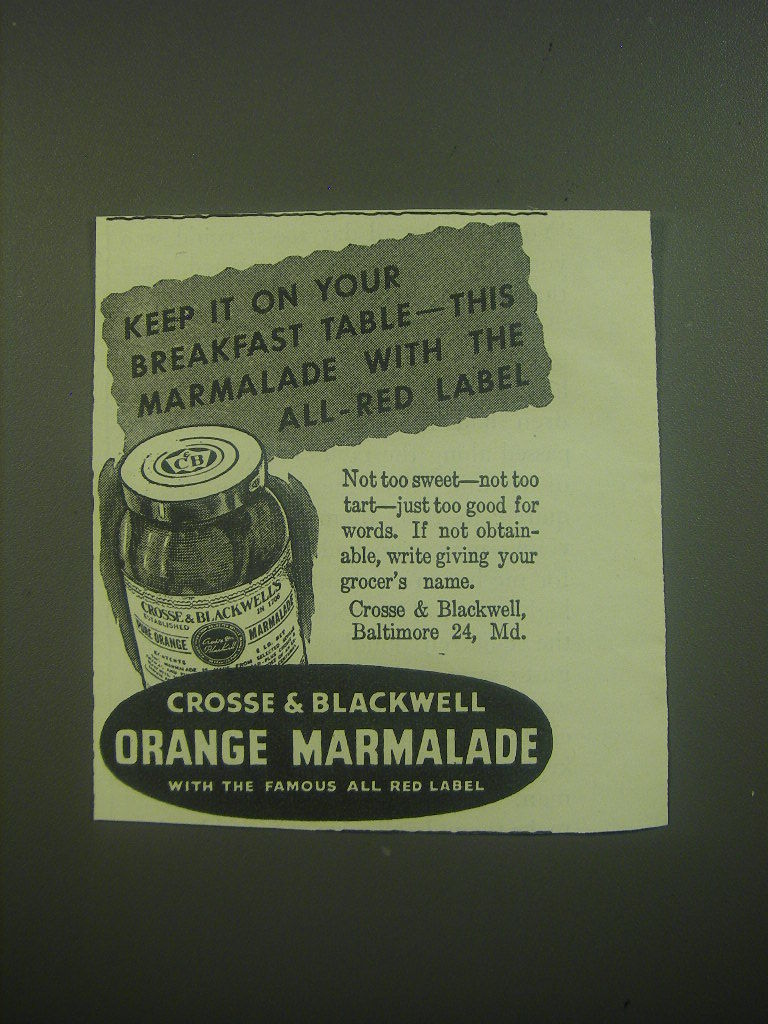 KEEP IT ON YOUR
BREAKFAST TABLE—THIS
MARMALADE WITH THE
ALL-RED LABEL
C&B
Not too sweet—not too
tart—just too good for
words. If not obtain-
able, write giving your
grocer's name.
Crosse & Blackwell,
Baltimore 24, Md.
CROSSE & BLACKWELL'S
ESTABLISHED IN 1706
PURE ORANGE MARMALADE
CROSSE & BLACKWELL
ORANGE MARMALADE
WITH THE FAMOUS ALL RED LABEL